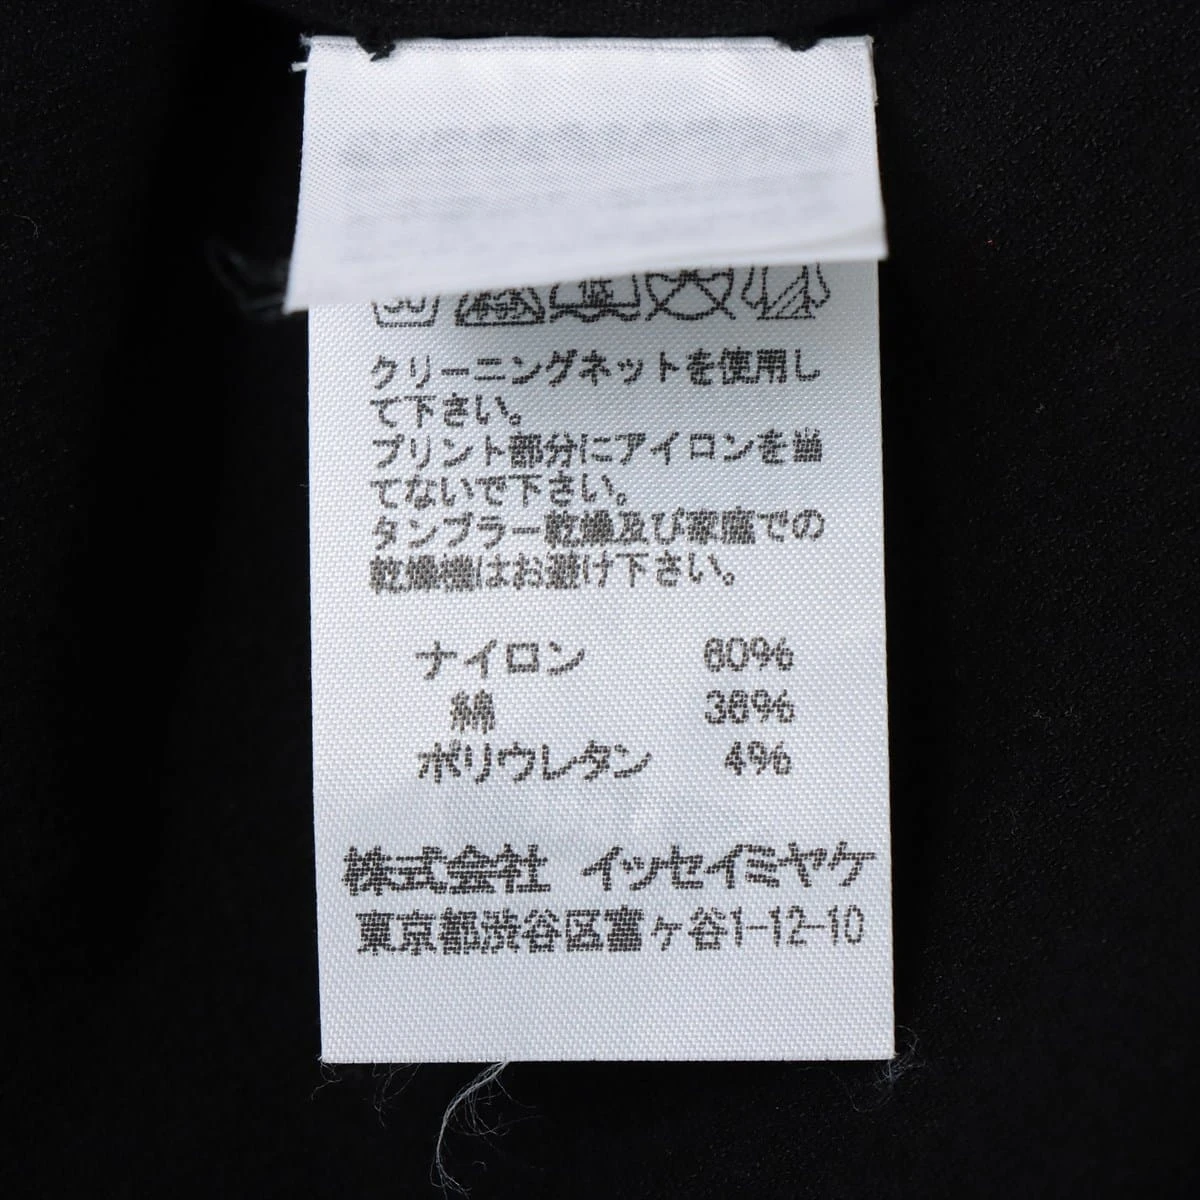 クリーニングネットを使用し
て下さい。
プリント部分にアイロンを当
てないで下さい。
タンブラー乾燥及び家庭での
乾燥機はお避け下さい。
ナイロン 60%
綿 36%
ポリウレタン 4%
株式会社 イッセイミヤケ
東京都渋谷区富ヶ谷1-12-10